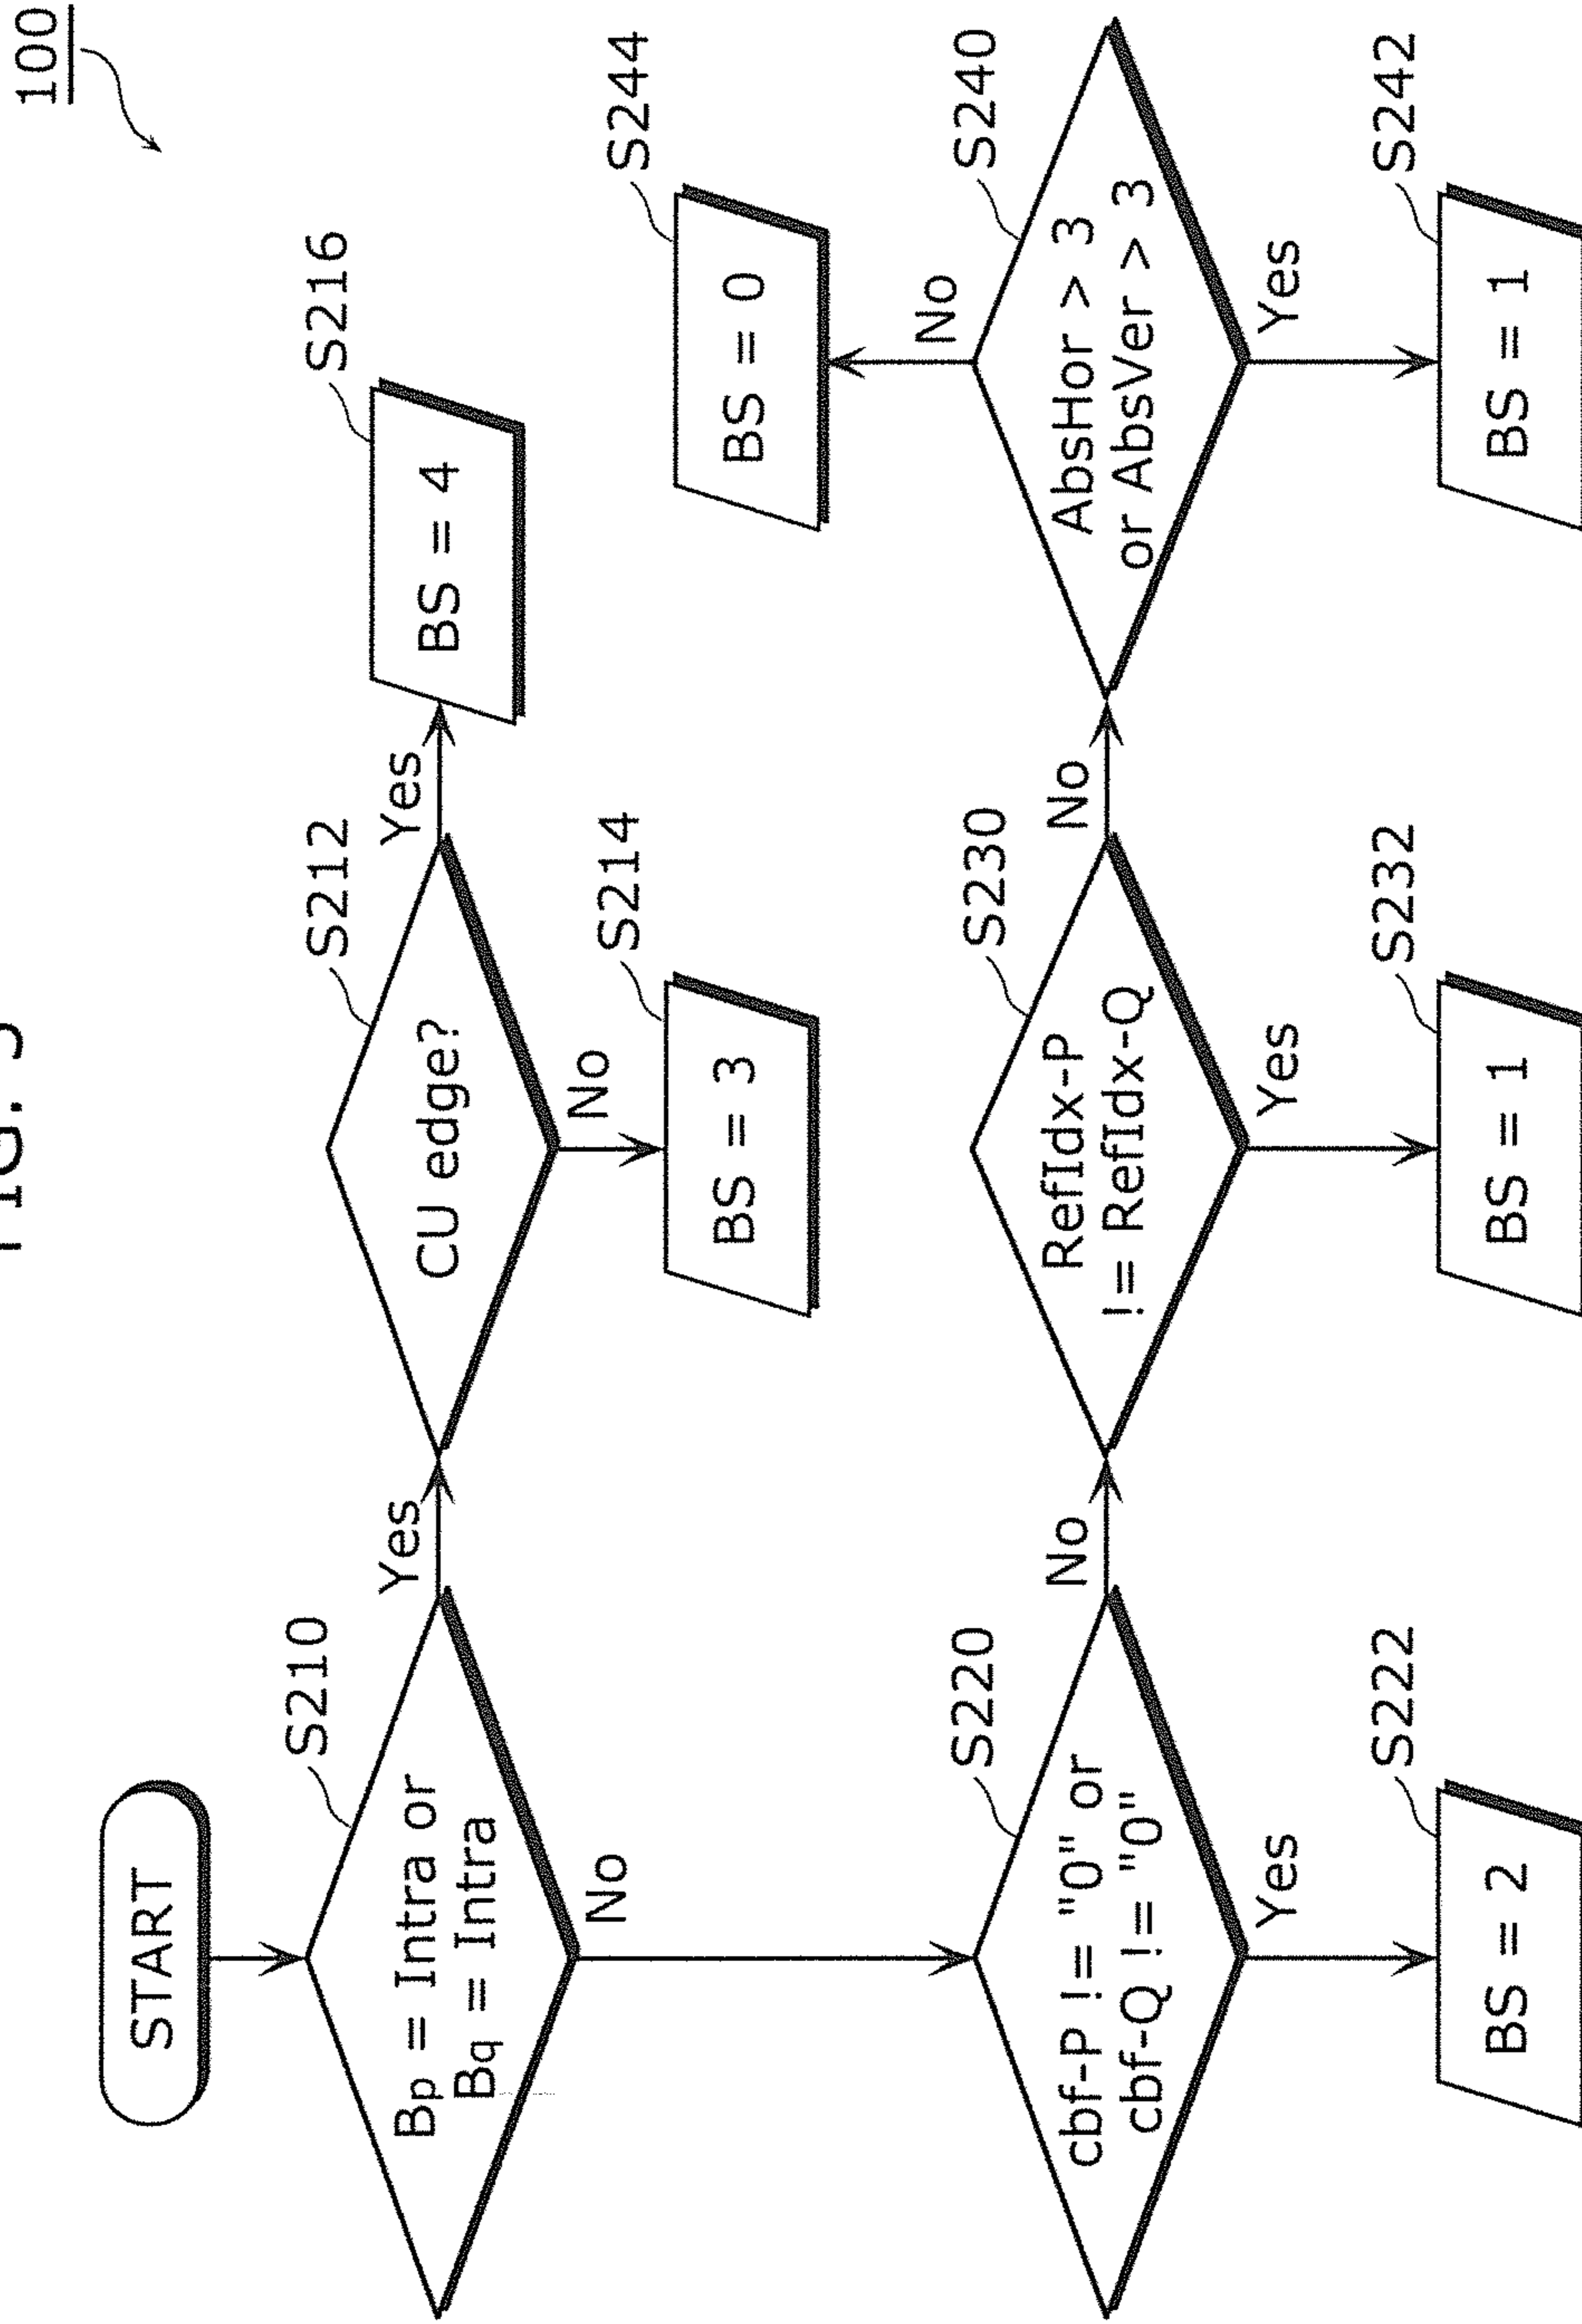 100
START
S210
Bp = Intra or
Bq = Intra
Yes
No
S212
CU edge?
Yes
No
S216
BS = 4
S214
BS = 3
S220
cbf-P != "0" or
cbf-Q != "0"
No
Yes
S222
BS = 2
S230
RefIdx-P
!= RefIdx-Q
No
Yes
S232
BS = 1
S240
AbsHor > 3
or AbsVer > 3
No
Yes
S244
BS = 0
S242
BS = 1